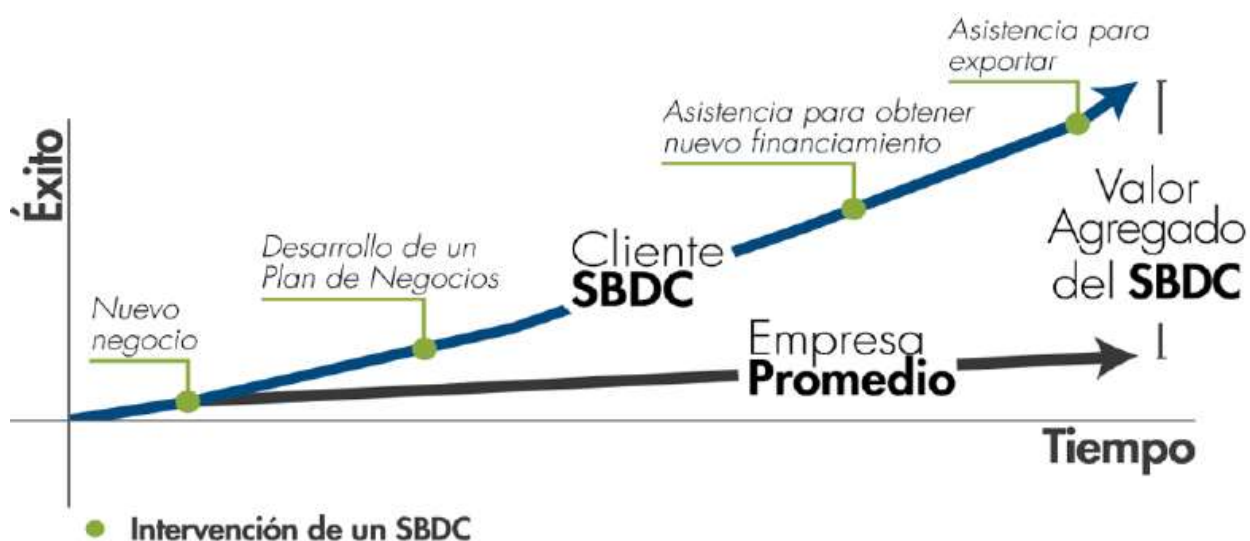 Asistencia para
exportar
Asistencia para obtener
nuevo financiamiento
Éxito
Valor
Agregado
del SBDC
Desarrollo de un
Plan de Negocios
Cliente
SBDC
Nuevo
negocio
Empresa
Promedio
Tiempo
Intervención de un SBDC